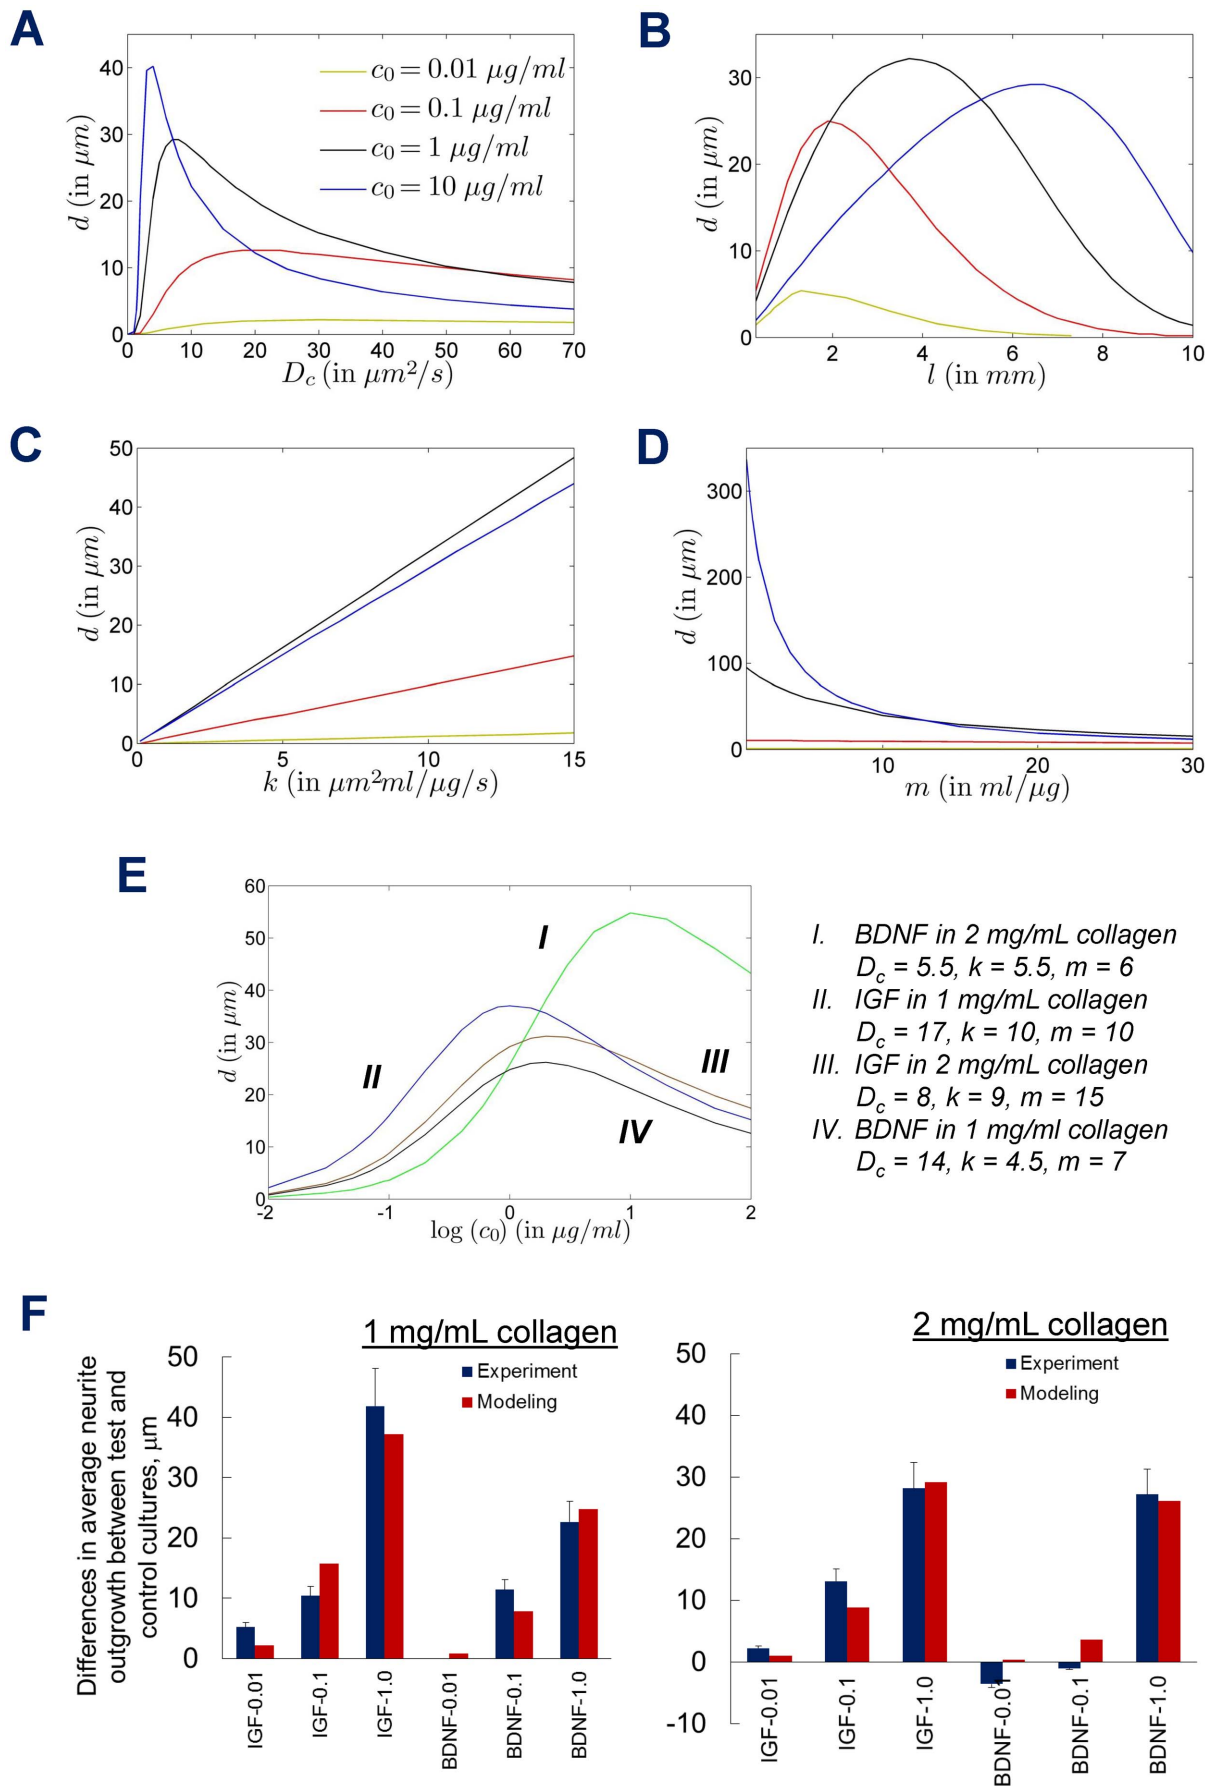 A
d (in μm)
40
30
20
10
0
c₀ = 0.01 μg/ml
c₀ = 0.1 μg/ml
c₀ = 1 μg/ml
c₀ = 10 μg/ml
0 10 20 30 40 50 60 70
D_c (in μm²/s)
B
d (in μm)
30
20
10
0
2 4 6 8 10
l (in mm)
C
d (in μm)
50
40
30
20
10
0
0 5 10 15
k (in μm²ml/μg/s)
D
d (in μm)
300
200
100
0
10 20 30
m (in ml/μg)
E
d (in μm)
60
50
40
30
20
10
0
I
II
III
IV
-2 -1 0 1 2
log (c₀) (in μg/ml)
I. BDNF in 2 mg/mL collagen
D_c = 5.5, k = 5.5, m = 6
II. IGF in 1 mg/mL collagen
D_c = 17, k = 10, m = 10
III. IGF in 2 mg/mL collagen
D_c = 8, k = 9, m = 15
IV. BDNF in 1 mg/ml collagen
D_c = 14, k = 4.5, m = 7
F
Differences in average neurite
outgrowth between test and
control cultures, μm
1 mg/mL collagen
Experiment
Modeling
50
40
30
20
10
0
IGF-0.01
IGF-0.1
IGF-1.0
BDNF-0.01
BDNF-0.1
BDNF-1.0
2 mg/mL collagen
Experiment
Modeling
50
40
30
20
10
0
-10
IGF-0.01
IGF-0.1
IGF-1.0
BDNF-0.01
BDNF-0.1
BDNF-1.0